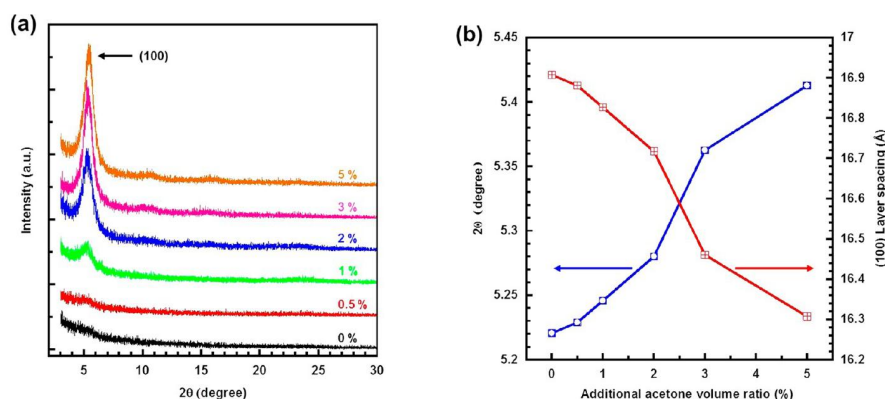 (a)
(100)
5 %
3 %
2 %
1 %
0.5 %
0 %
Intensity (a.u.)
5 10 15 20 25 30
2θ (degree)
(b)
5.45
5.4
5.35
5.3
5.25
5.2
2θ (degree)
17
16.9
16.8
16.7
16.6
16.5
16.4
16.3
16.2
(100) Layer spacing (Å)
0 1 2 3 4 5
Additional acetone volume ratio (%)